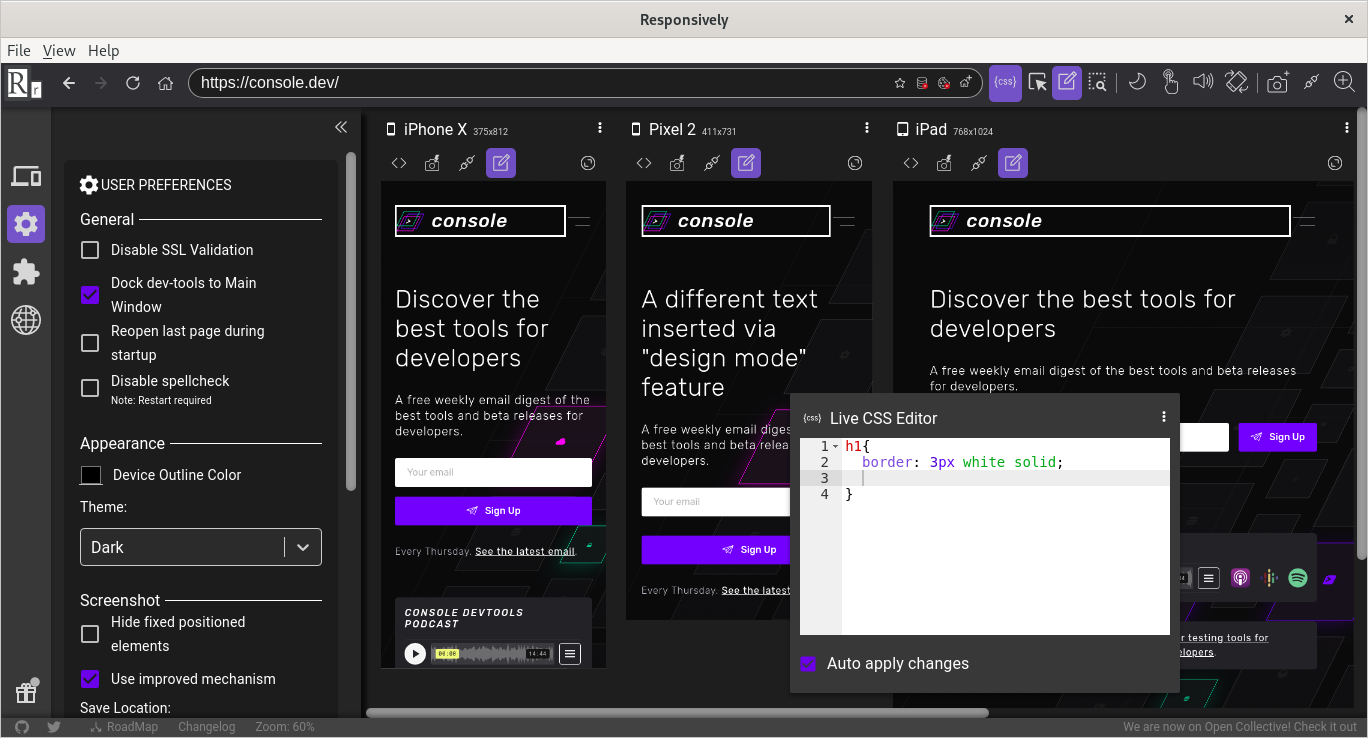 Responsively
File View Help
R r
https://console.dev/
{css}
USER PREFERENCES
General
Disable SSL Validation
Dock dev-tools to Main
Window
Reopen last page during
startup
Disable spellcheck
Note: Restart required
Appearance
Device Outline Color
Theme:
Dark
Screenshot
Hide fixed positioned
elements
Use improved mechanism
Save Location:
iPhone X 375x812
console
Discover the
best tools for
developers
A free weekly email digest of the
best tools and beta releases for
developers.
Your email
Sign Up
Every Thursday. See the latest email.
CONSOLE DEVTOOLS
PODCAST
00:00
14:44
Pixel 2 411x731
console
A different text
inserted via
"design mode"
feature
A free weekly email diges
best tools and beta relea
developers.
Your email
Sign Up
Every Thursday. See the latest
iPad 768x1024
console
Discover the best tools for
developers
A free weekly email digest of the best tools and beta releases
for developers.
Sign Up
r testing tools for
elopers.
{css} Live CSS Editor
1 h1{
2 border: 3px white solid;
3
4 }
Auto apply changes
RoadMap Changelog Zoom: 60%
We are now on Open Collective! Check it out